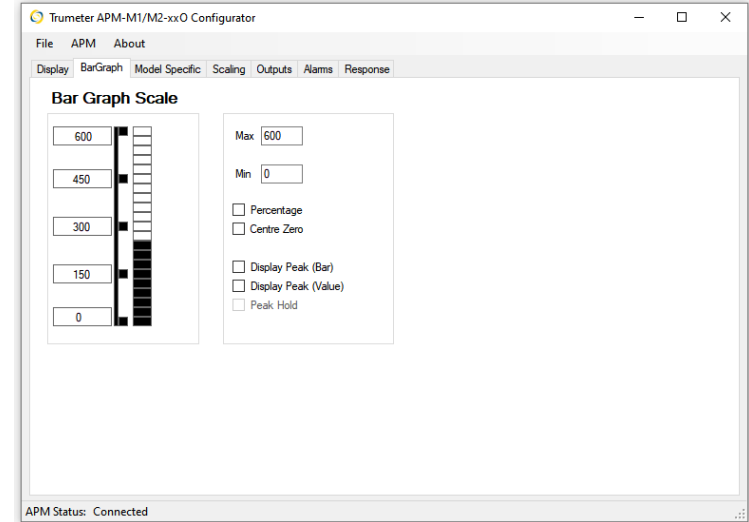 Trumeter APM-M1/M2-xxO Configurator
File APM About
Display BarGraph Model Specific Scaling Outputs Alarms Response
Bar Graph Scale
600
450
300
150
0
Max 600
Min 0
Percentage
Centre Zero
Display Peak (Bar)
Display Peak (Value)
Peak Hold
APM Status: Connected